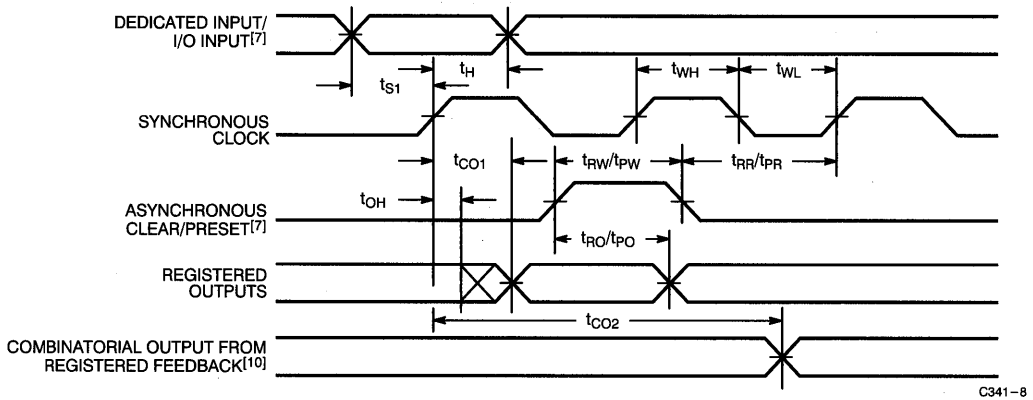 DEDICATED INPUT/
I/O INPUT[7]
tH
tWH
tWL
tS1
SYNCHRONOUS
CLOCK
tCO1
tRW/tPW
tRR/tPR
tOH
ASYNCHRONOUS
CLEAR/PRESET[7]
tRO/tPO
REGISTERED
OUTPUTS
tCO2
COMBINATORIAL OUTPUT FROM
REGISTERED FEEDBACK[10]
C341-8